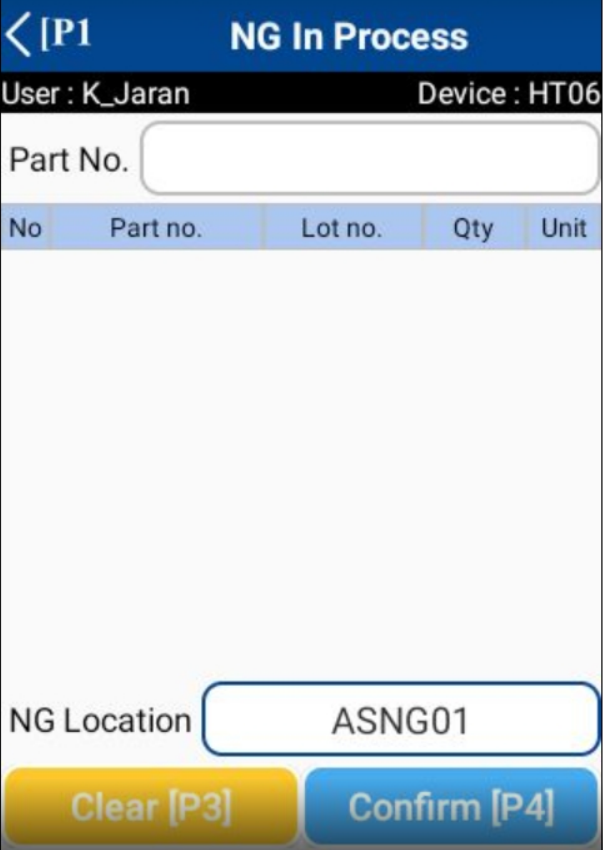 [P1 NG In Process
User : K_Jaran Device : HT06
Part No.
No Part no. Lot no. Qty Unit
NG Location ASNG01
Clear [P3] Confirm [P4]